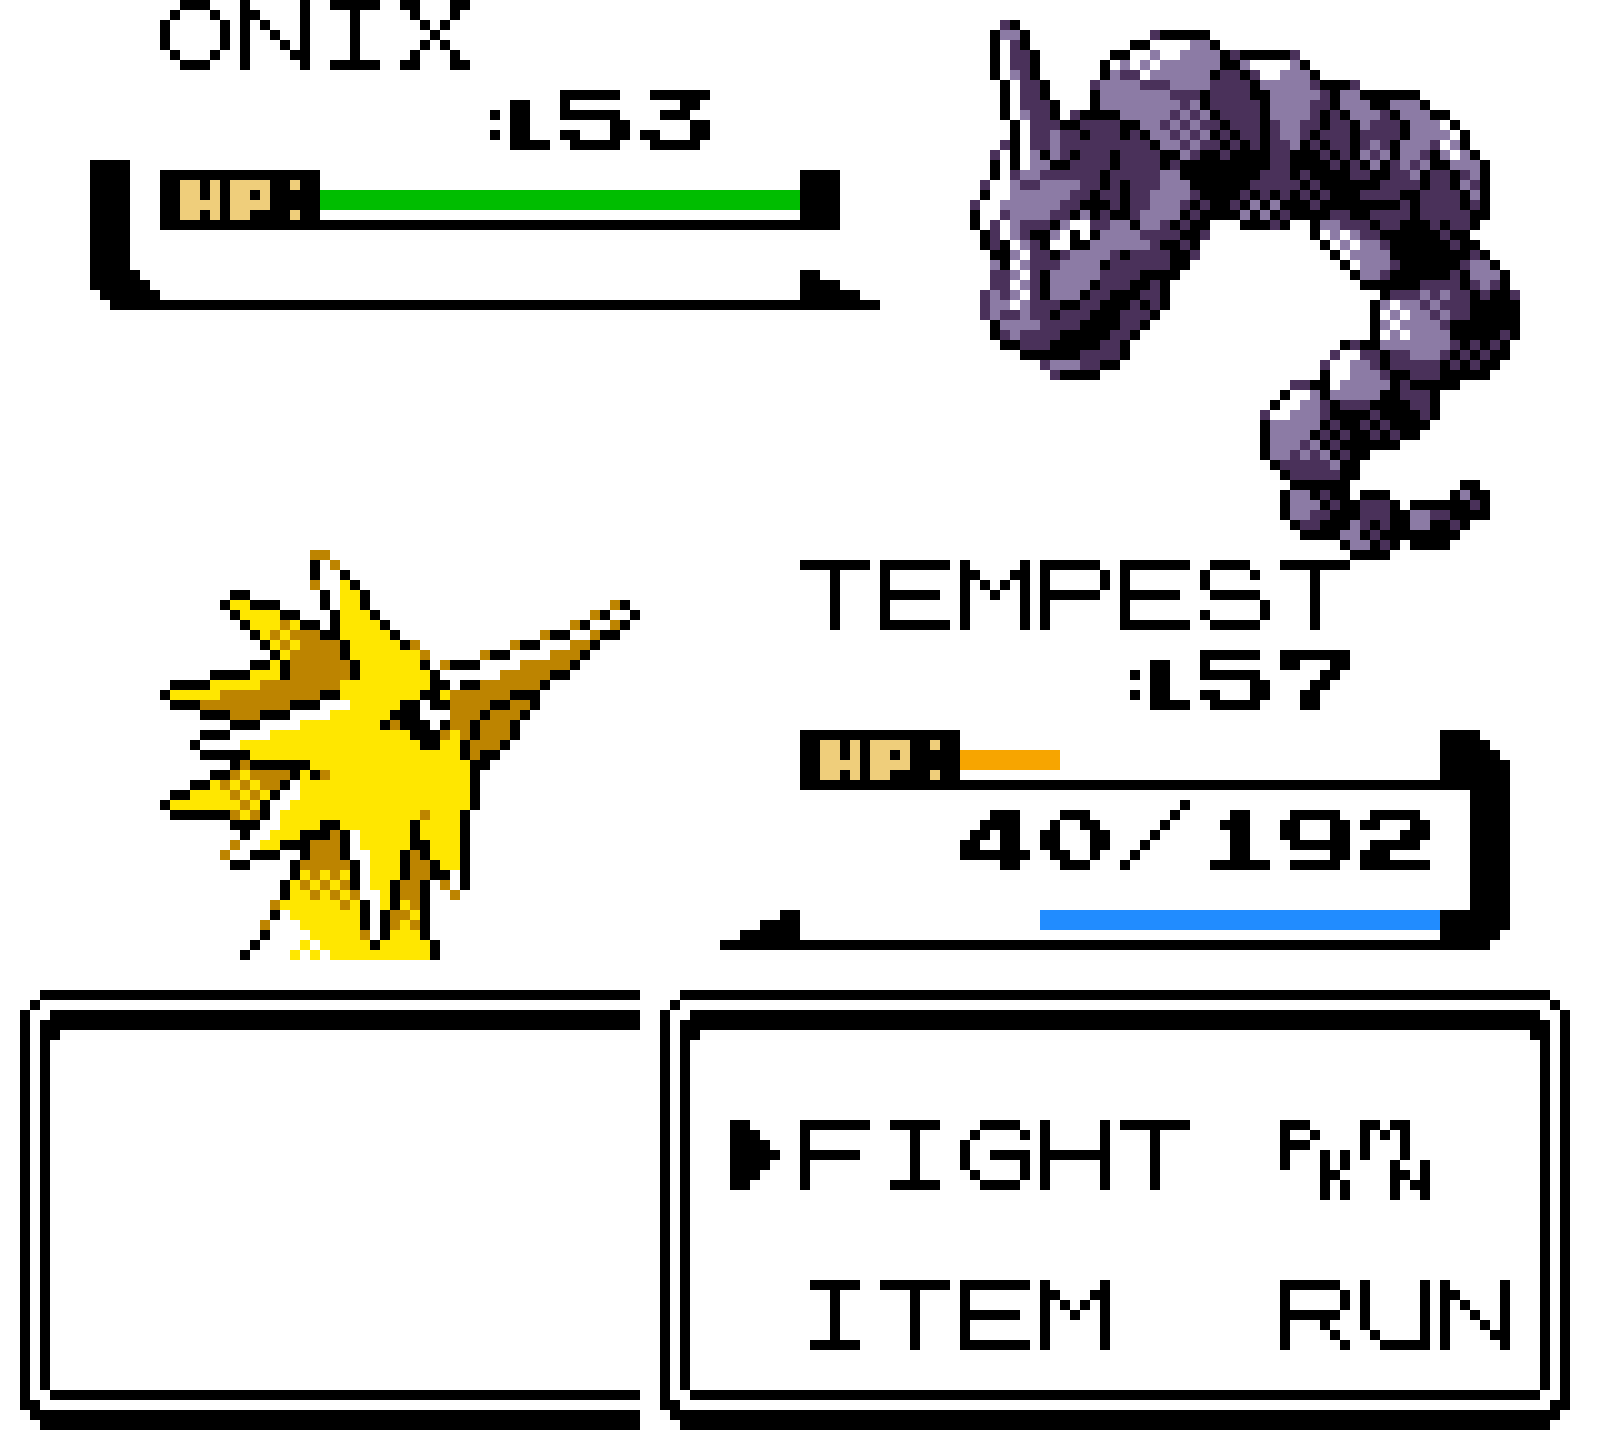 ONIX
:L53
HP:
TEMPEST
:L57
HP:
40/192
▶FIGHT PKMN
ITEM RUN